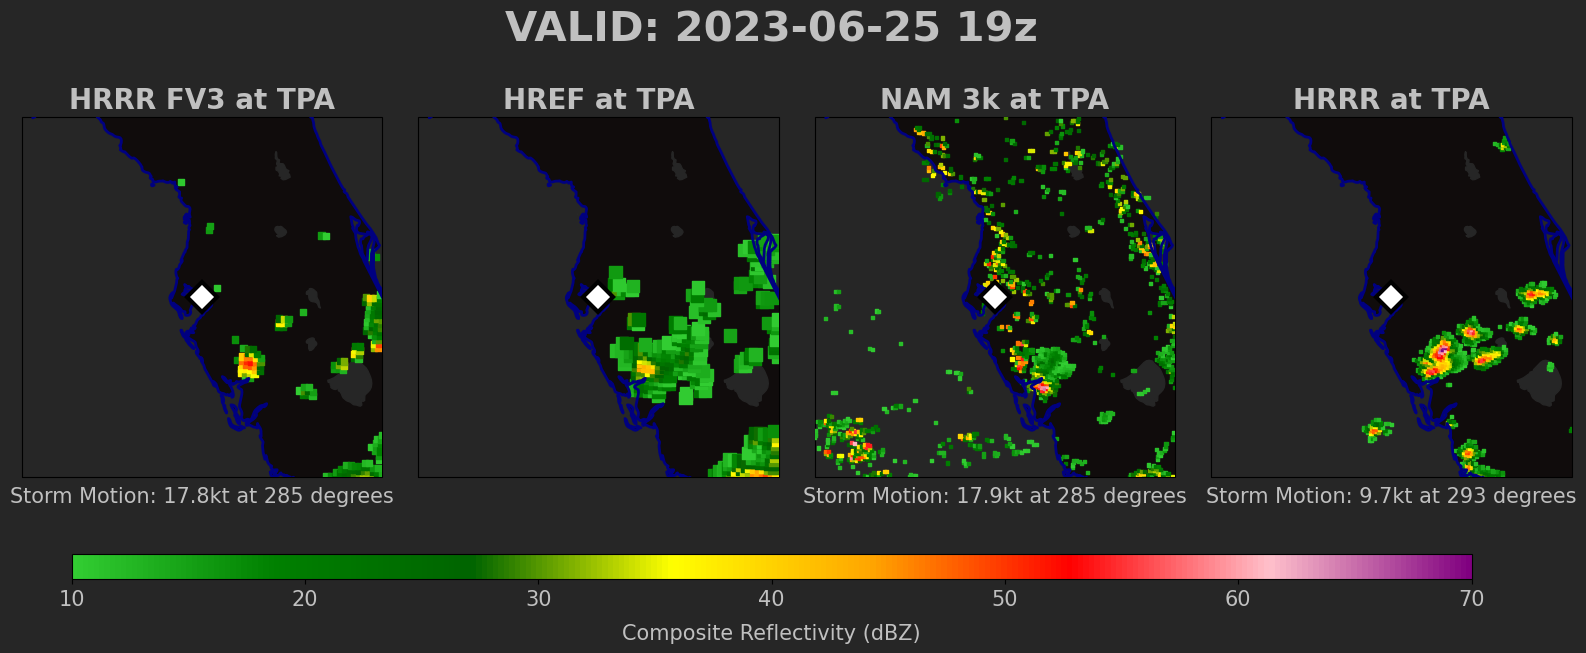 VALID: 2023-06-25 19z
HRRR FV3 at TPA
HREF at TPA
NAM 3k at TPA
HRRR at TPA
Storm Motion: 17.8kt at 285 degrees
Storm Motion: 17.9kt at 285 degrees
Storm Motion: 9.7kt at 293 degrees
10 20 30 40 50 60 70
Composite Reflectivity (dBZ)